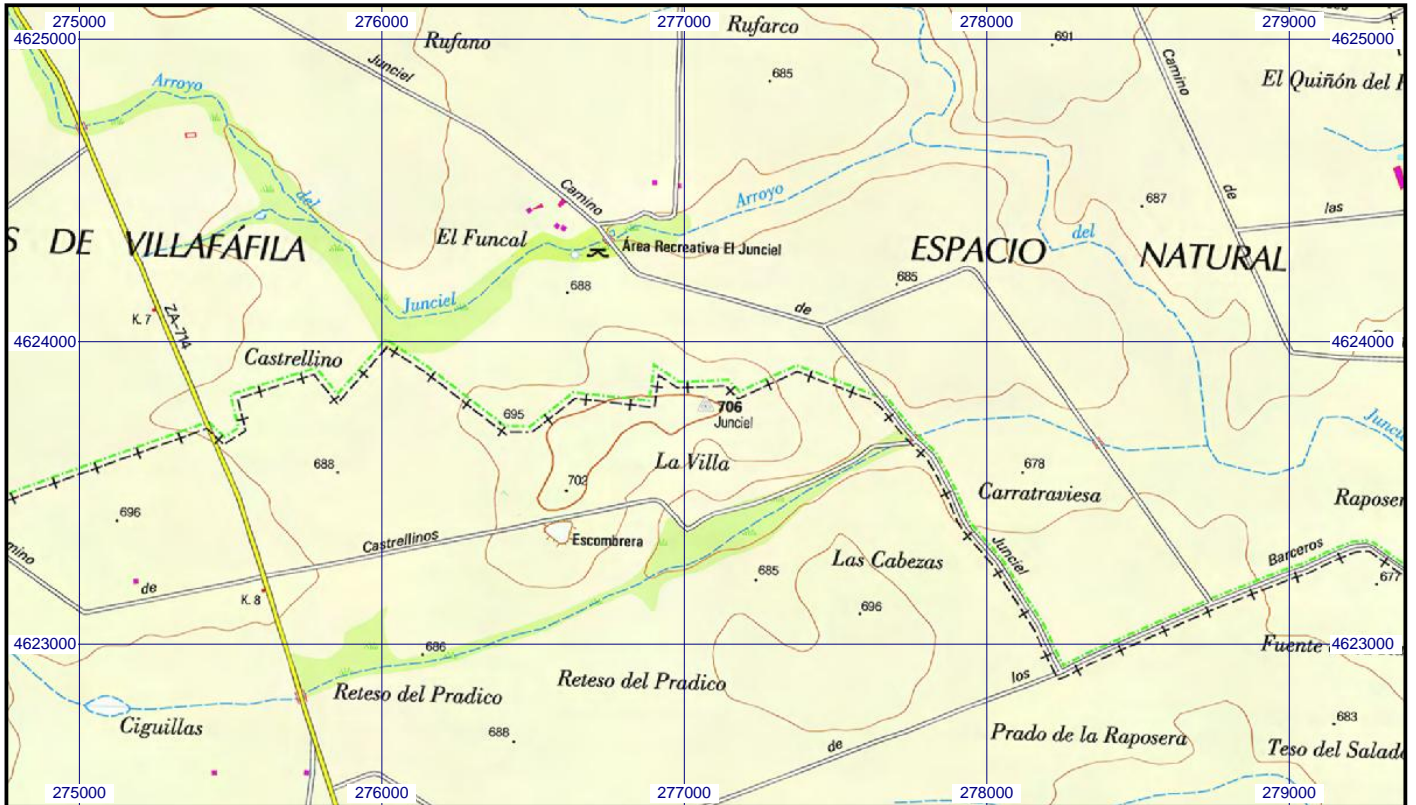 275000 276000 277000 278000 279000
4625000 4625000
Rufano
Rufarco
691
Junciel
685
Camino
El Quiñón del
Arroyo
del
Camino
Arroyo
687
de
las
S DE VILLAFÁFILA
El Funcal
Área Recreativa El Junciel
ESPACIO NATURAL
del
685
688
Junciel
K. 7
ZA-714
de
4624000 4624000
Castrellino
695
706
Junciel
688
La Villa
678
Carratraviesa
702
696
Castrellinos
Escombrera
Junciel
Las Cabezas
Barceros
685
677
de
K. 8
696
4623000 4623000
686
Fuente
los
Reteso del Pradico
Reteso del Pradico
Ciguillas
688
683
Prado de la Raposera
de
Teso del Salad
275000 276000 277000 278000 279000